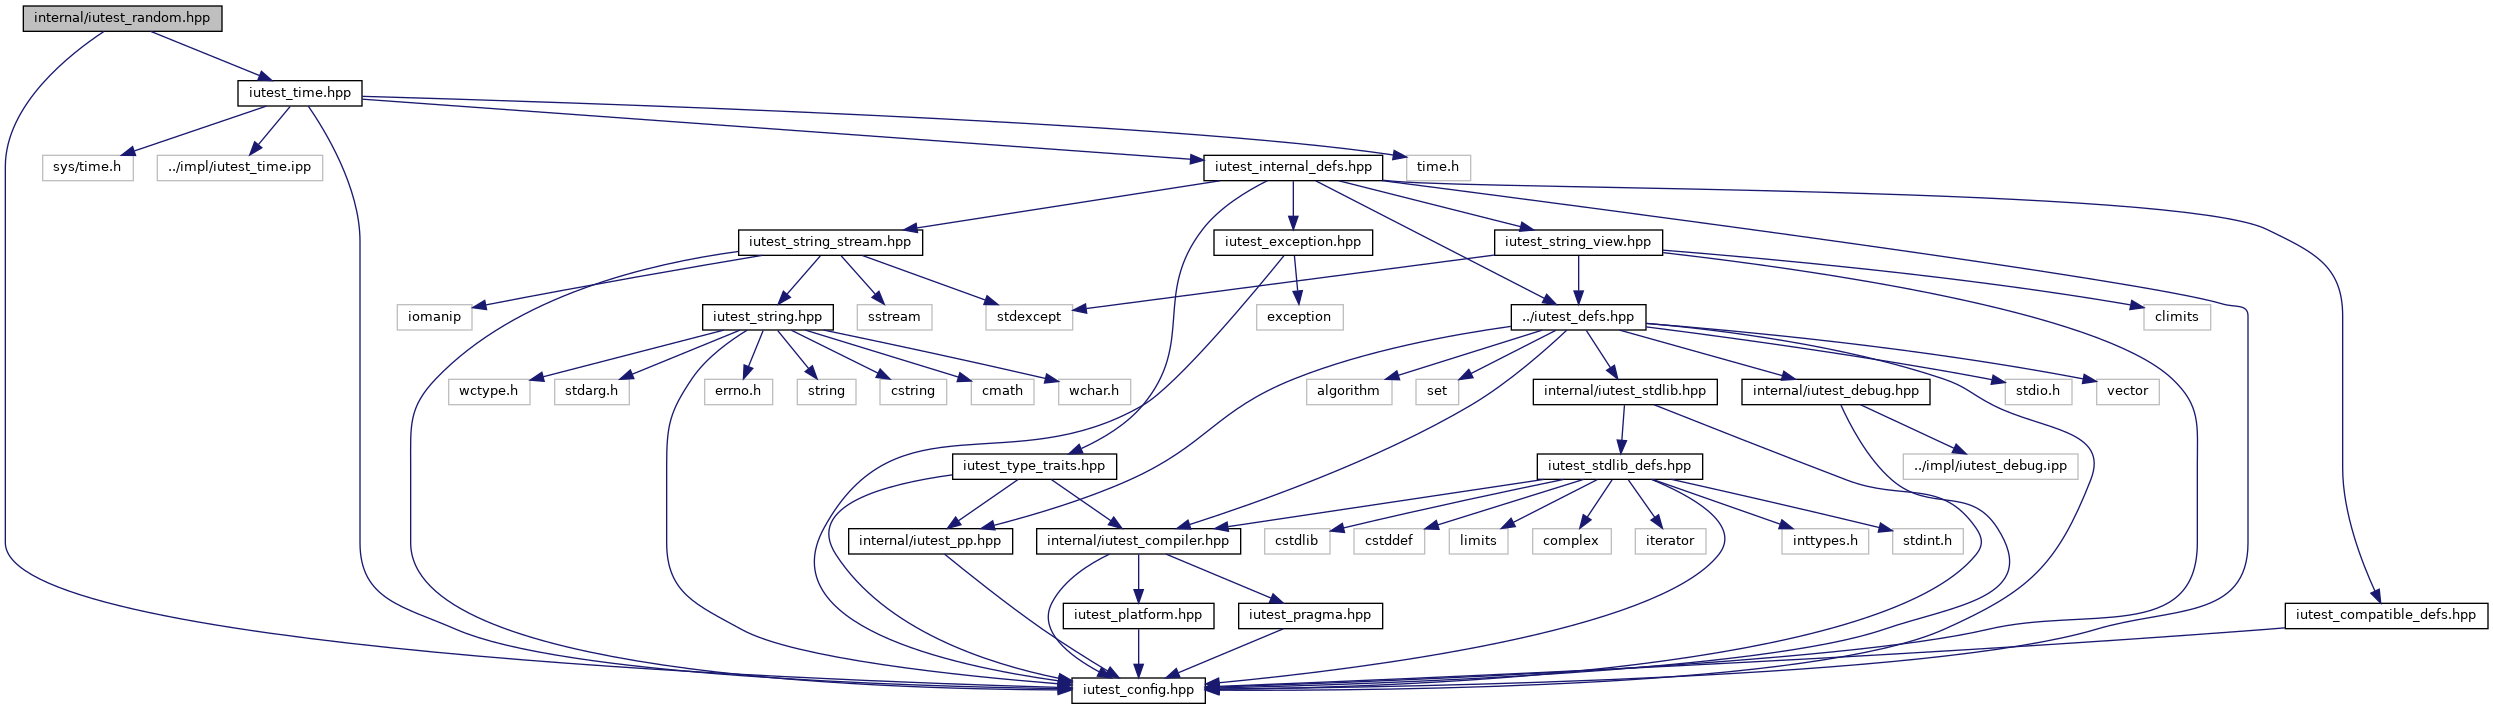 internal/iutest_random.hpp
iutest_time.hpp
sys/time.h
../impl/iutest_time.ipp
iutest_internal_defs.hpp
time.h
iutest_string_stream.hpp
iutest_exception.hpp
iutest_string_view.hpp
iomanip
iutest_string.hpp
sstream
stdexcept
exception
../iutest_defs.hpp
climits
wctype.h
stdarg.h
errno.h
string
cstring
cmath
wchar.h
algorithm
set
internal/iutest_stdlib.hpp
internal/iutest_debug.hpp
stdio.h
vector
iutest_type_traits.hpp
iutest_stdlib_defs.hpp
../impl/iutest_debug.ipp
internal/iutest_pp.hpp
internal/iutest_compiler.hpp
cstdlib
cstddef
limits
complex
iterator
inttypes.h
stdint.h
iutest_platform.hpp
iutest_pragma.hpp
iutest_compatible_defs.hpp
iutest_config.hpp